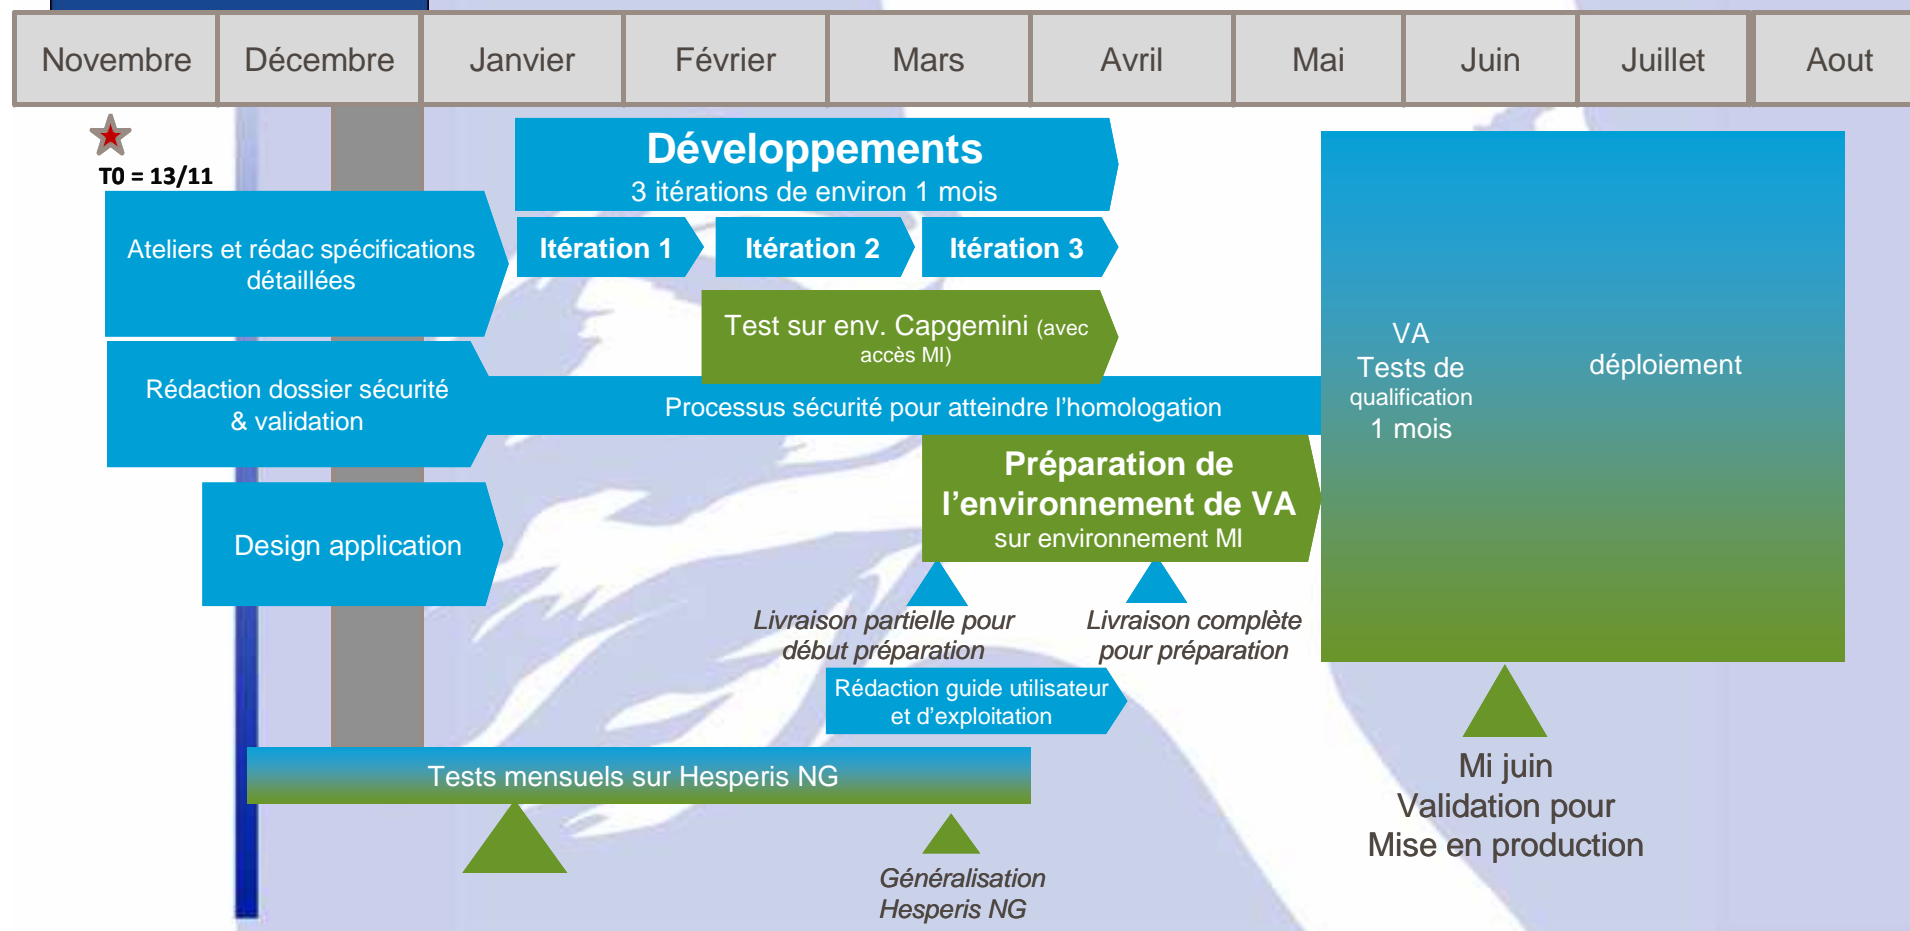 Novembre
Décembre
Janvier
Février
Mars
Avril
Mai
Juin
Juillet
Aout
T0 = 13/11
Développements
3 itérations de environ 1 mois
Ateliers et rédac spécifications
détaillées
Itération 1
Itération 2
Itération 3
Test sur env. Capgemini (avec
accès MI)
Rédaction dossier sécurité
& validation
Processus sécurité pour atteindre l’homologation
VA
Tests de
qualification
1 mois
déploiement
Préparation de
l’environnement de VA
sur environnement MI
Design application
Livraison partielle pour
début préparation
Livraison complète
pour préparation
Rédaction guide utilisateur
et d’exploitation
Tests mensuels sur Hesperis NG
Mi juin
Validation pour
Mise en production
Généralisation
Hesperis NG